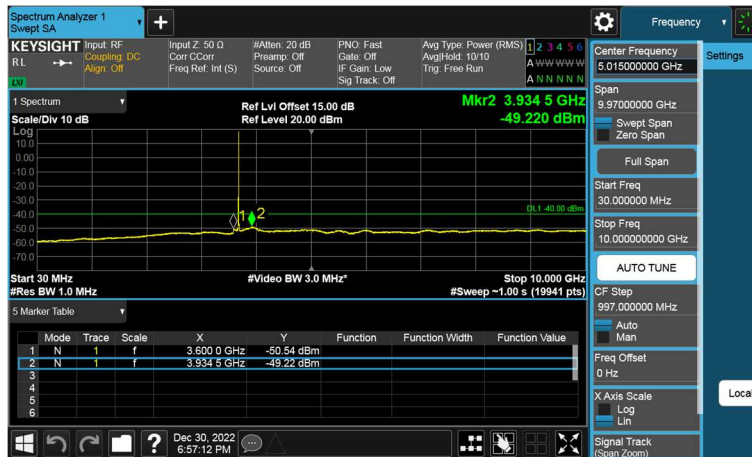 Spectrum Analyzer 1
Swept SA
Frequency
KEYSIGHT
RL
Input: RF
Coupling: DC
Align: Off
Input Z: 50 Ω
Corr CCorr
Freq Ref: Int (S)
#Atten: 20 dB
Preamp: Off
Source: Off
PNO: Fast
Gate: Off
IF Gain: Low
Sig Track: Off
Avg Type: Power (RMS)
Avg|Hold: 10/10
Trig: Free Run
1 2 3 4 5 6
A W W W W W
A N N N N N
LXI
1 Spectrum
Scale/Div 10 dB
Ref Lvl Offset 15.00 dB
Ref Level 20.00 dBm
Mkr2 3.934 5 GHz
-49.220 dBm
Log
10.0
0.00
-10.0
-20.0
-30.0
-40.0
-50.0
-60.0
-70.0
1
2
DL1 -40.00 dBm
Start 30 MHz
#Res BW 1.0 MHz
#Video BW 3.0 MHz*
Stop 10.000 GHz
#Sweep ~1.00 s (19941 pts)
5 Marker Table
Mode Trace Scale X Y Function Function Width Function Value
1 N 1 f 3.600 0 GHz -50.54 dBm
2 N 1 f 3.934 5 GHz -49.22 dBm
3
4
5
6
Dec 30, 2022
6:57:12 PM
Center Frequency
5.015000000 GHz
Settings
Span
9.97000000 GHz
Swept Span
Zero Span
Full Span
Start Freq
30.000000 MHz
Stop Freq
10.000000000 GHz
AUTO TUNE
CF Step
997.000000 MHz
Auto
Man
Freq Offset
0 Hz
X Axis Scale
Log
Lin
Local
Signal Track
(Span Zoom)